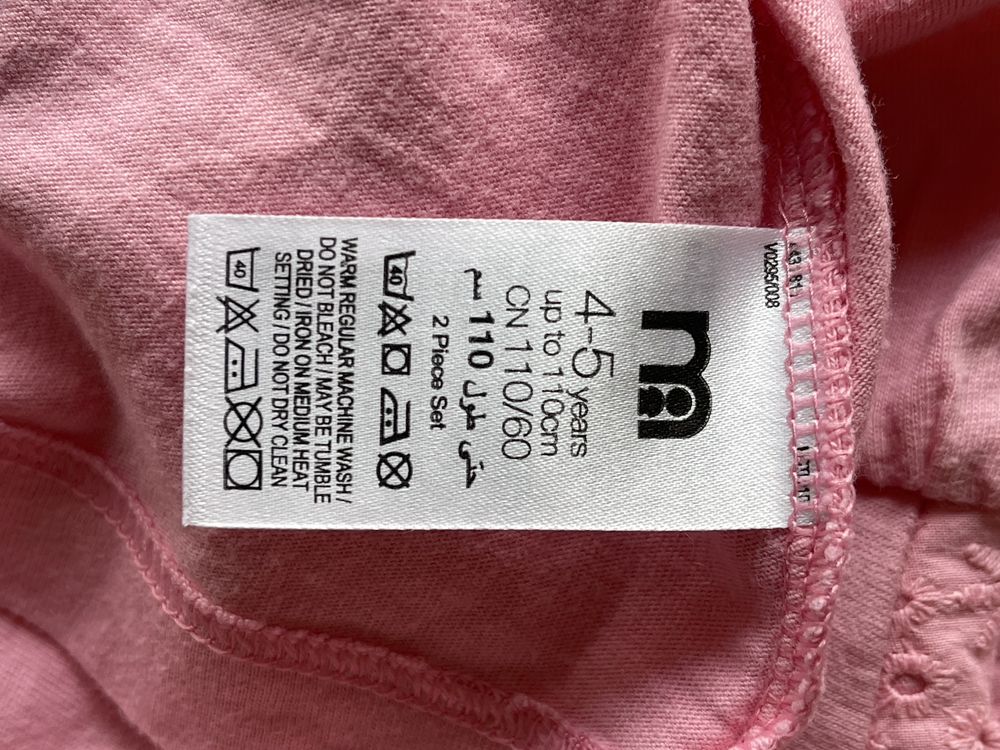 V0295/008
m
4-5 years
up to 110cm
CN 110/60
حتى طول 110 سم
2 Piece Set
40
WARM REGULAR MACHINE WASH/
DO NOT BLEACH / MAY BE TUMBLE
DRIED / IRON ON MEDIUM HEAT
SETTING / DO NOT DRY CLEAN
40